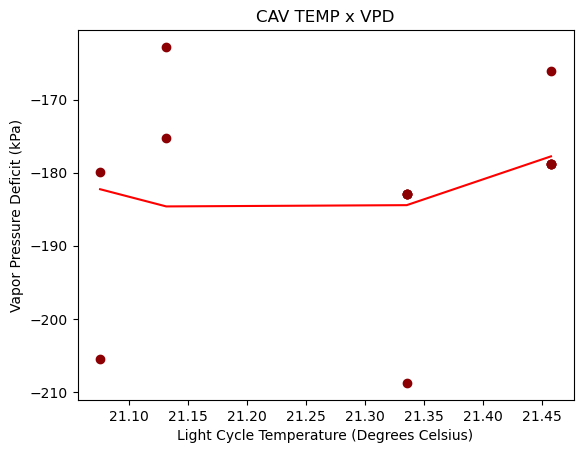 CAV TEMP x VPD
Vapor Pressure Deficit (kPa)
−170
−180
−190
−200
−210
21.10 21.15 21.20 21.25 21.30 21.35 21.40 21.45
Light Cycle Temperature (Degrees Celsius)